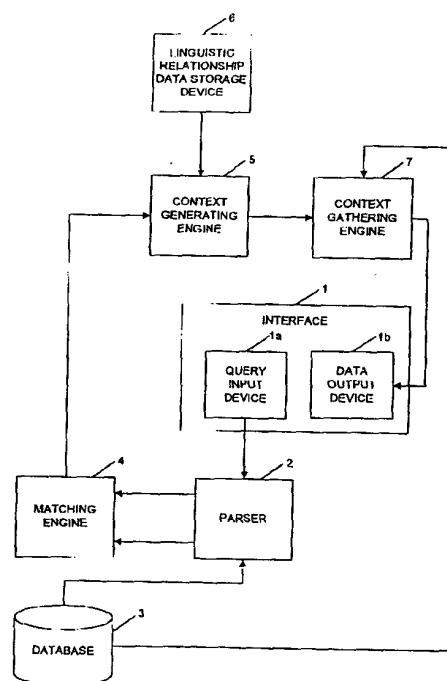 6
LINGUISTIC
RELATIONSHIP
DATA STORAGE
DEVICE
5
CONTEXT
GENERATING
ENGINE
7
CONTEXT
GATHERING
ENGINE
1
INTERFACE
1a
QUERY
INPUT
DEVICE
1b
DATA
OUTPUT
DEVICE
4
MATCHING
ENGINE
2
PARSER
3
DATABASE